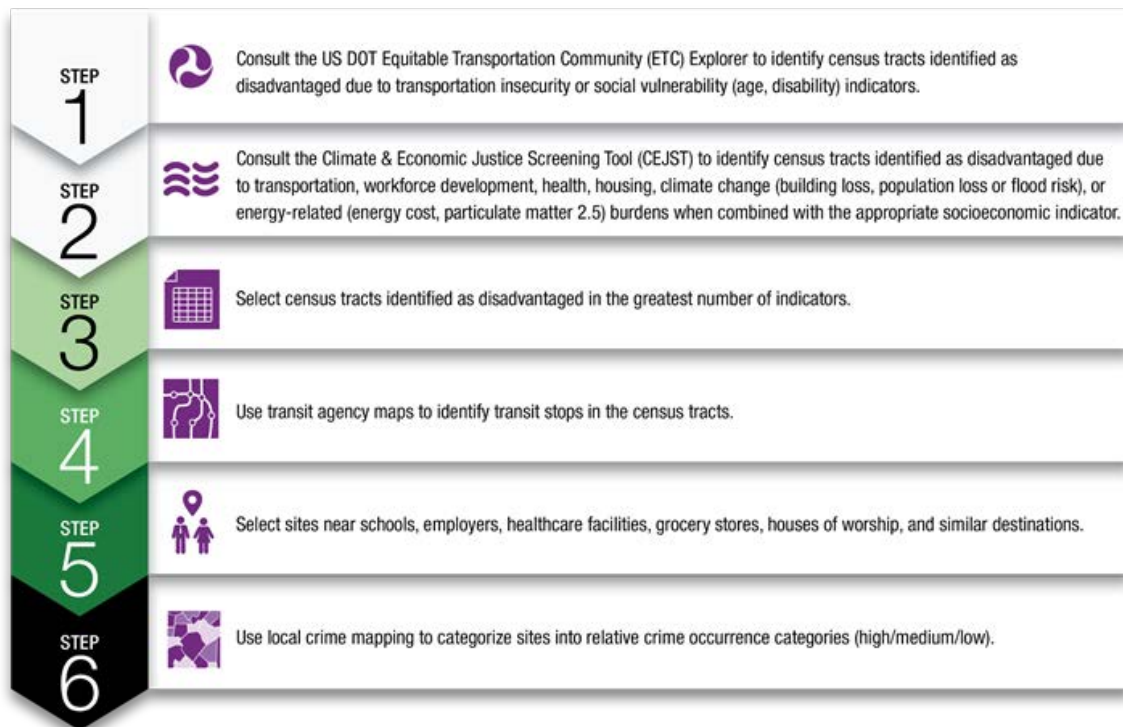 STEP
1
Consult the US DOT Equitable Transportation Community (ETC) Explorer to identify census tracts identified as
disadvantaged due to transportation insecurity or social vulnerability (age, disability) indicators.
STEP
2
Consult the Climate & Economic Justice Screening Tool (CEJST) to identify census tracts identified as disadvantaged due
to transportation, workforce development, health, housing, climate change (building loss, population loss or flood risk), or
energy-related (energy cost, particulate matter 2.5) burdens when combined with the appropriate socioeconomic indicator.
STEP
3
Select census tracts identified as disadvantaged in the greatest number of indicators.
STEP
4
Use transit agency maps to identify transit stops in the census tracts.
STEP
5
Select sites near schools, employers, healthcare facilities, grocery stores, houses of worship, and similar destinations.
STEP
6
Use local crime mapping to categorize sites into relative crime occurrence categories (high/medium/low).